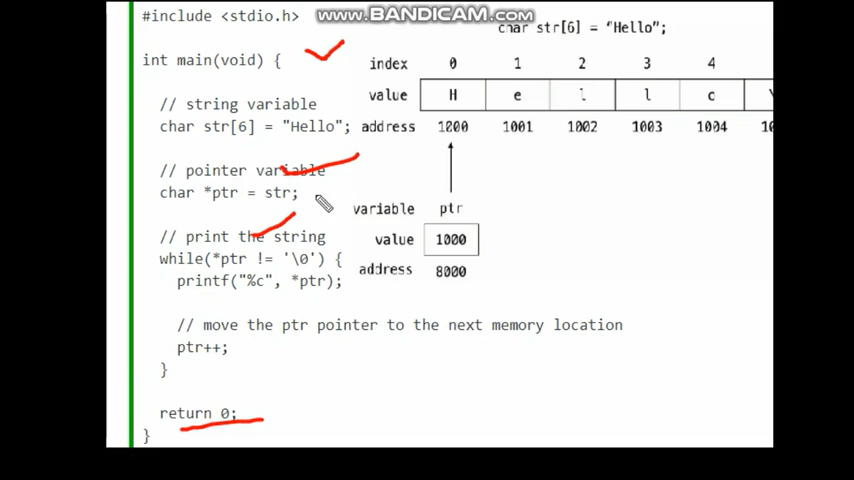 www.BANDICAM.com
#include <stdio.h>
int main(void) {
// string variable
char str[6] = "Hello";
// pointer variable
char *ptr = str;
// print the string
while(*ptr != '\0') {
printf("%c", *ptr);
// move the ptr pointer to the next memory location
ptr++;
}
return 0;
}
char str[6] = “Hello”;
index 0 1 2 3 4
value H e l l o
address 1000 1001 1002 1003 1004
variable ptr
value 1000
address 8000